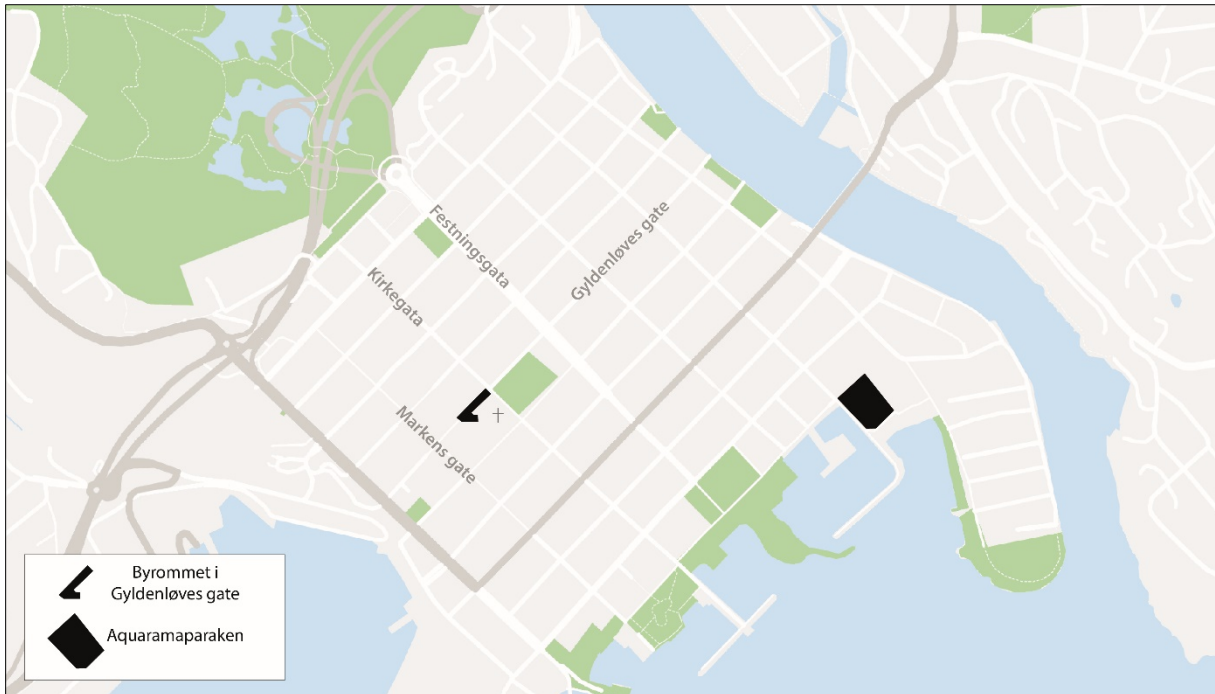 Festningsgata
Gyldenløves gate
Kirkegata
Markens gate
Byrommet i
Gyldenløves gate
Aquaramaparaken